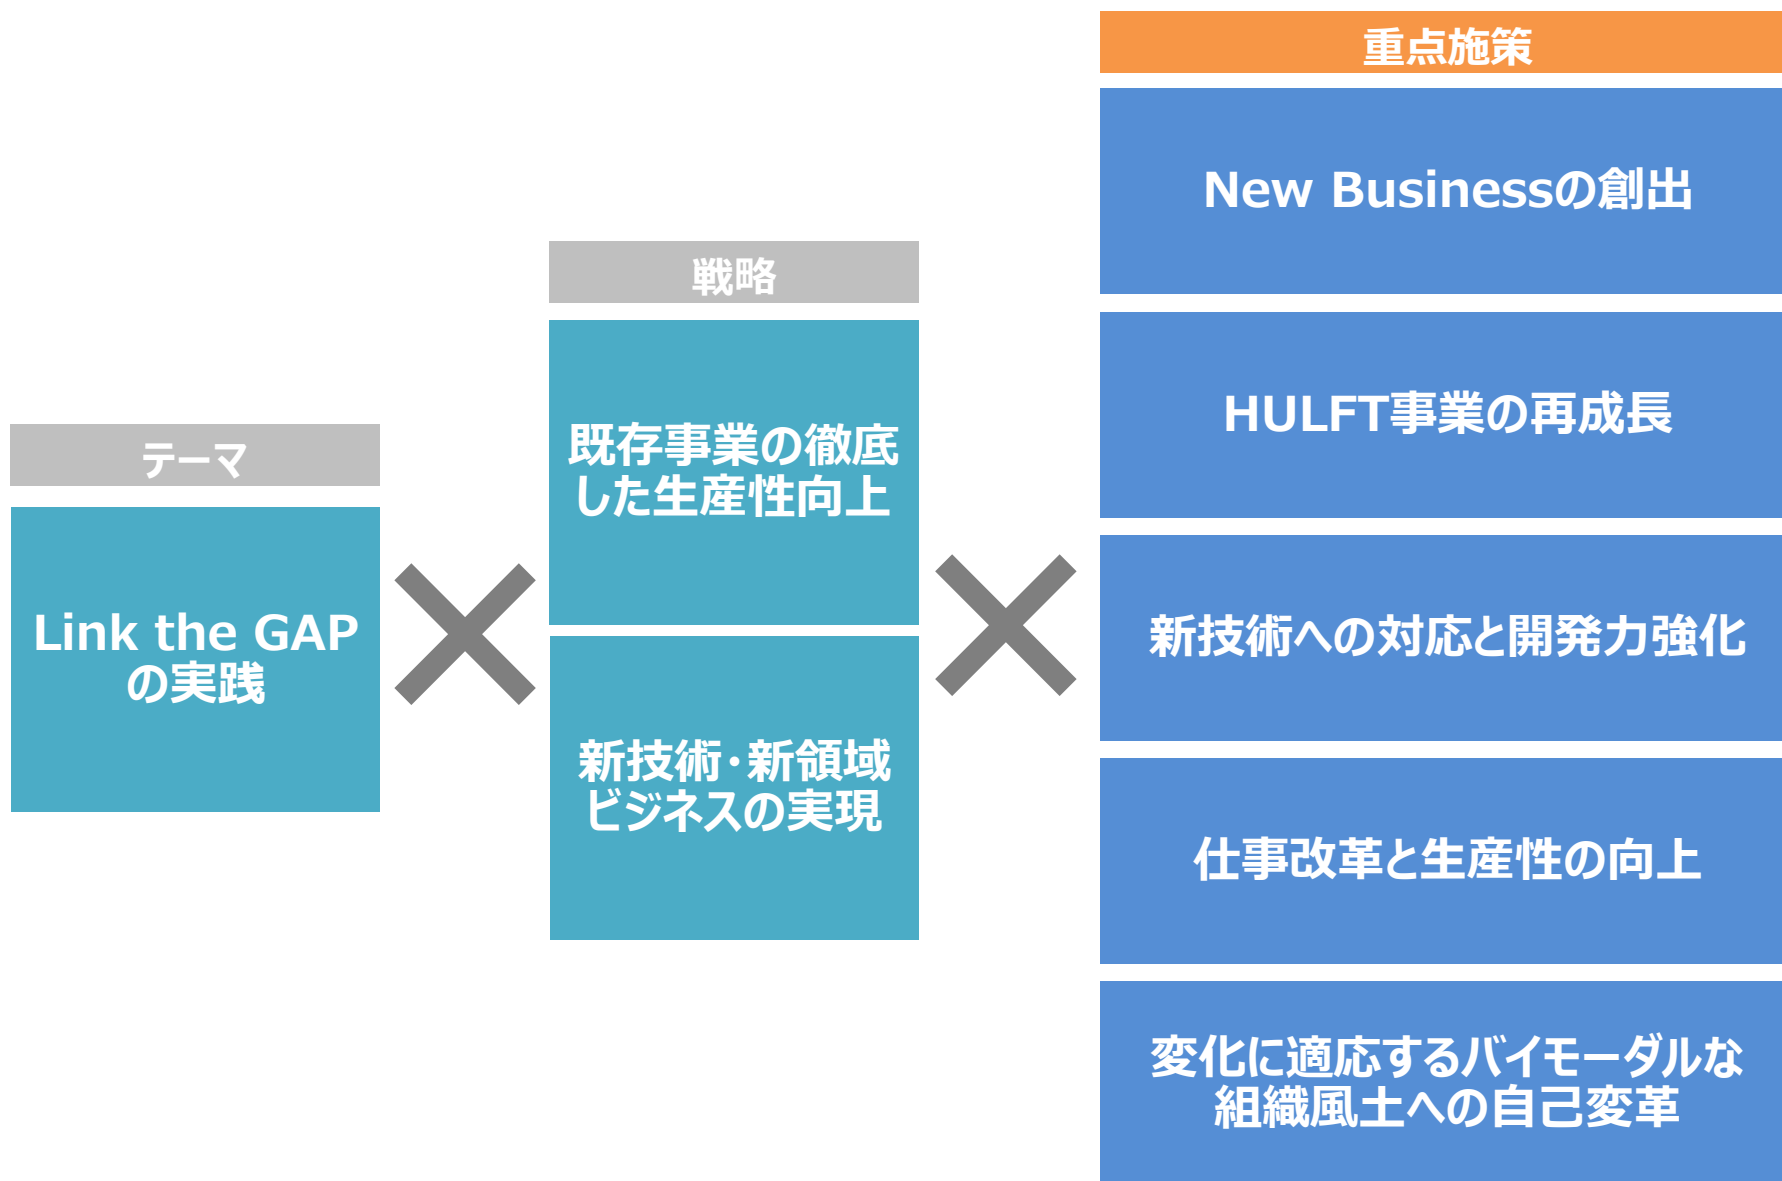 テーマ
Link the GAP
の実践
戦略
既存事業の徹底
した生産性向上
新技術・新領域
ビジネスの実現
重点施策
New Businessの創出
HULFT事業の再成長
新技術への対応と開発力強化
仕事改革と生産性の向上
変化に適応するバイモーダルな
組織風土への自己変革